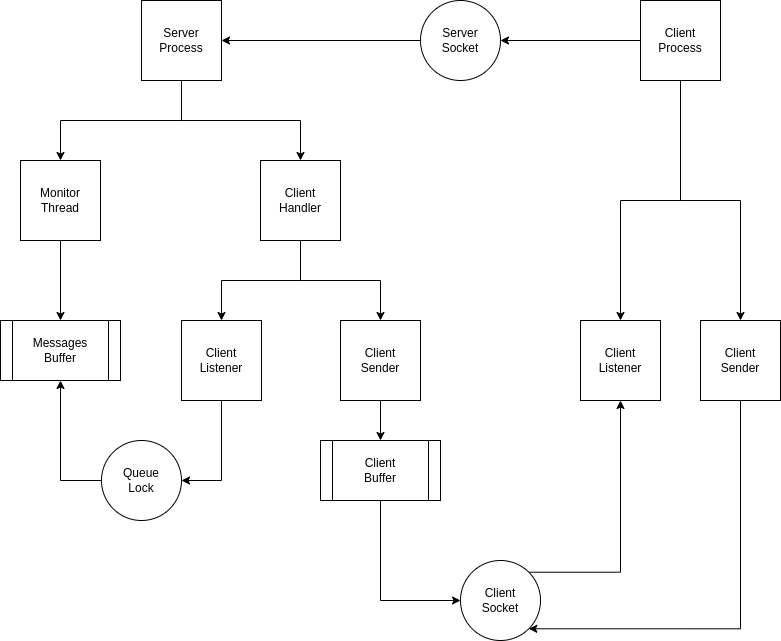 Server
Process
Server
Socket
Client
Process
Monitor
Thread
Client
Handler
Messages
Buffer
Client
Listener
Client
Sender
Client
Listener
Client
Sender
Queue
Lock
Client
Buffer
Client
Socket